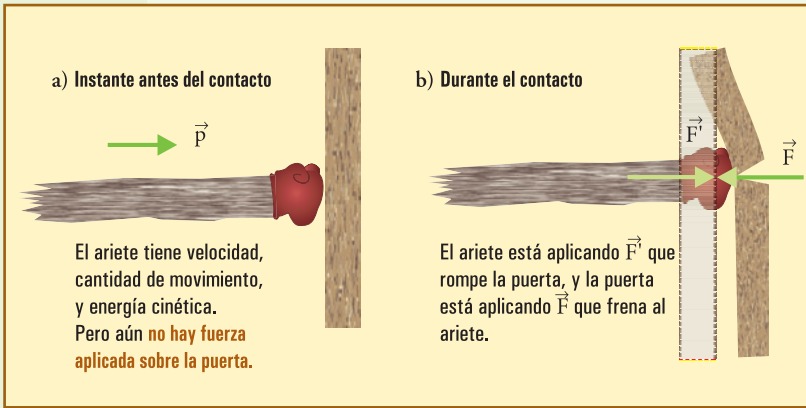 a) Instante antes del contacto
p
El ariete tiene velocidad,
cantidad de movimiento,
y energía cinética.
Pero aún no hay fuerza
aplicada sobre la puerta.
b) Durante el contacto
F'
F
El ariete está aplicando F' que
rompe la puerta, y la puerta
está aplicando F que frena al
ariete.